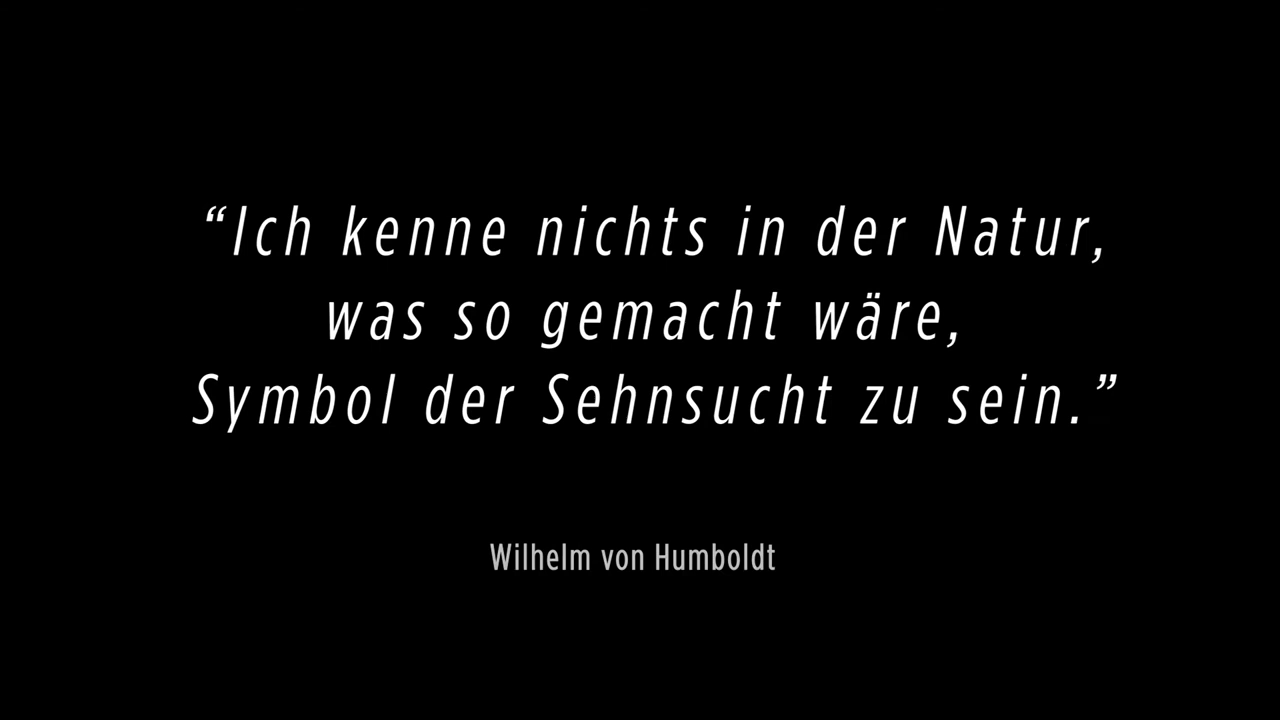 “Ich kenne nichts in der Natur,
was so gemacht wäre,
Symbol der Sehnsucht zu sein.”
Wilhelm von Humboldt